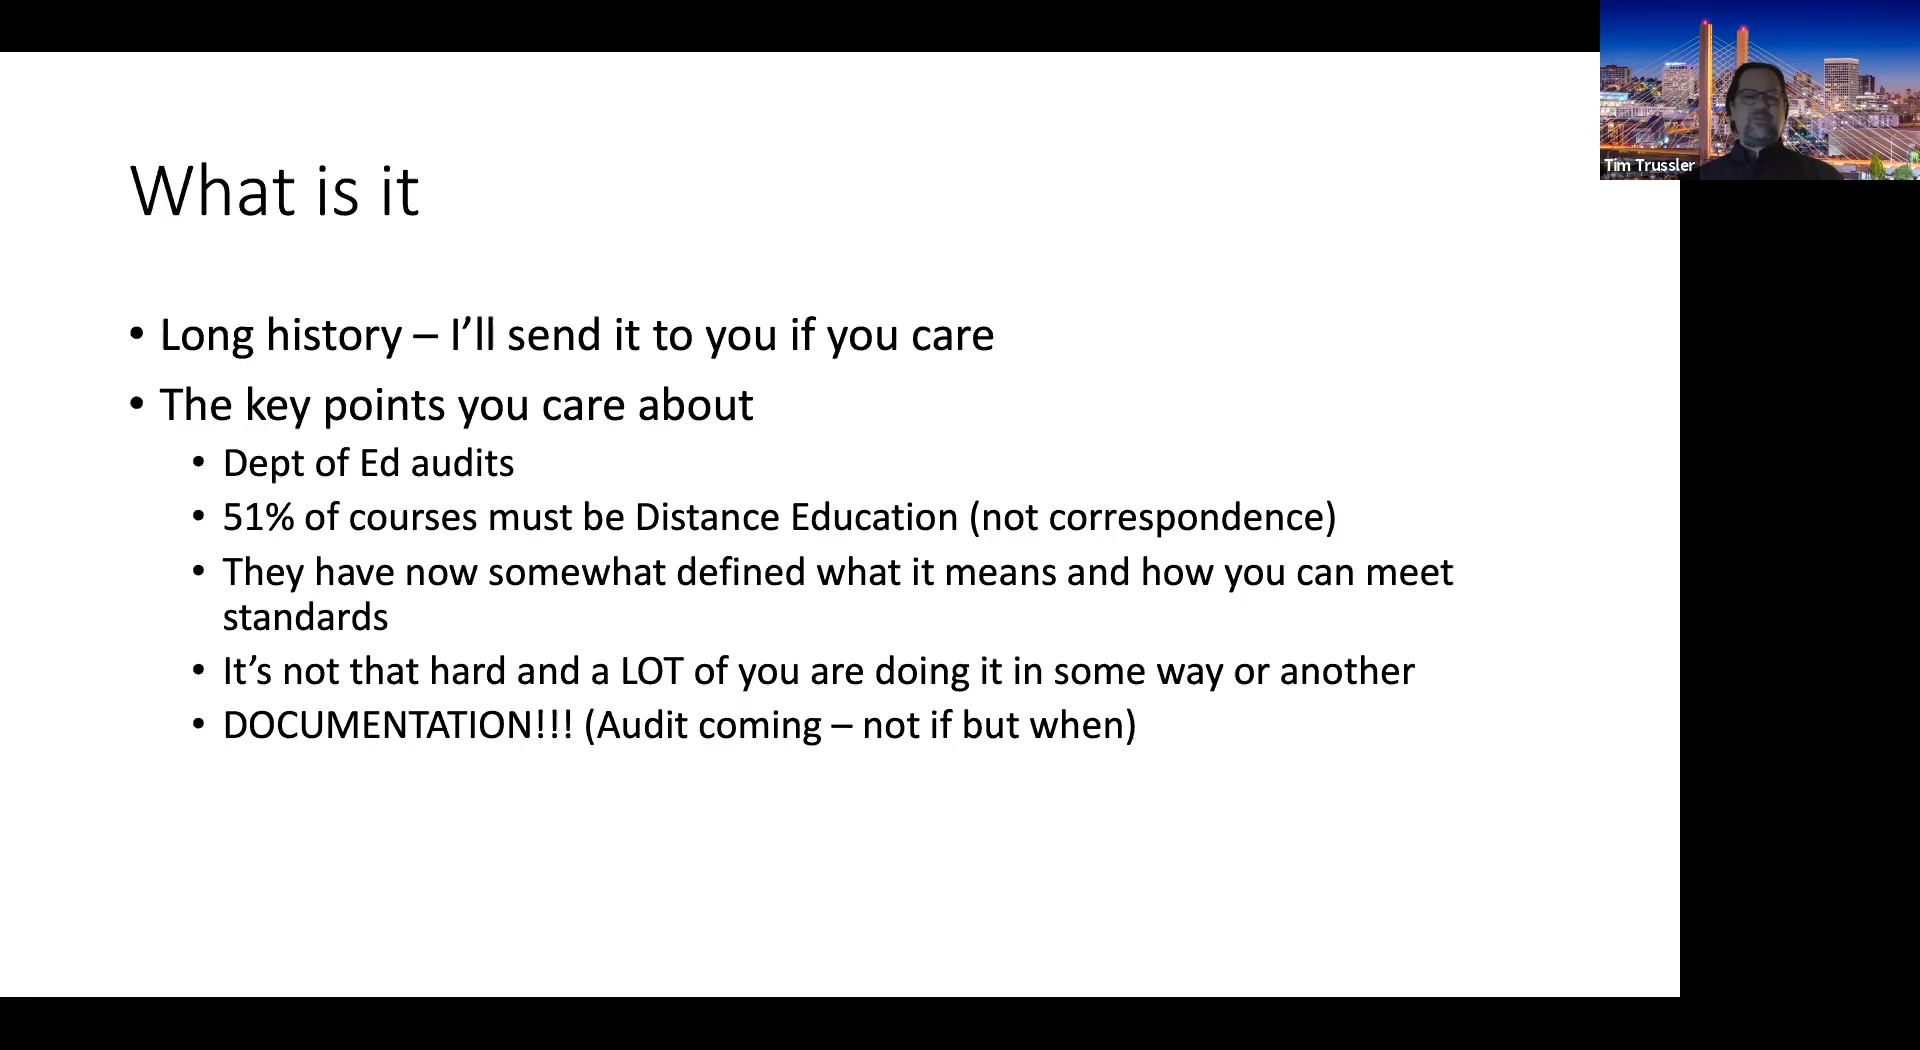 Tim Trussler
What is it
• Long history – I’ll send it to you if you care
• The key points you care about
• Dept of Ed audits
• 51% of courses must be Distance Education (not correspondence)
• They have now somewhat defined what it means and how you can meet
standards
• It’s not that hard and a LOT of you are doing it in some way or another
• DOCUMENTATION!!! (Audit coming – not if but when)